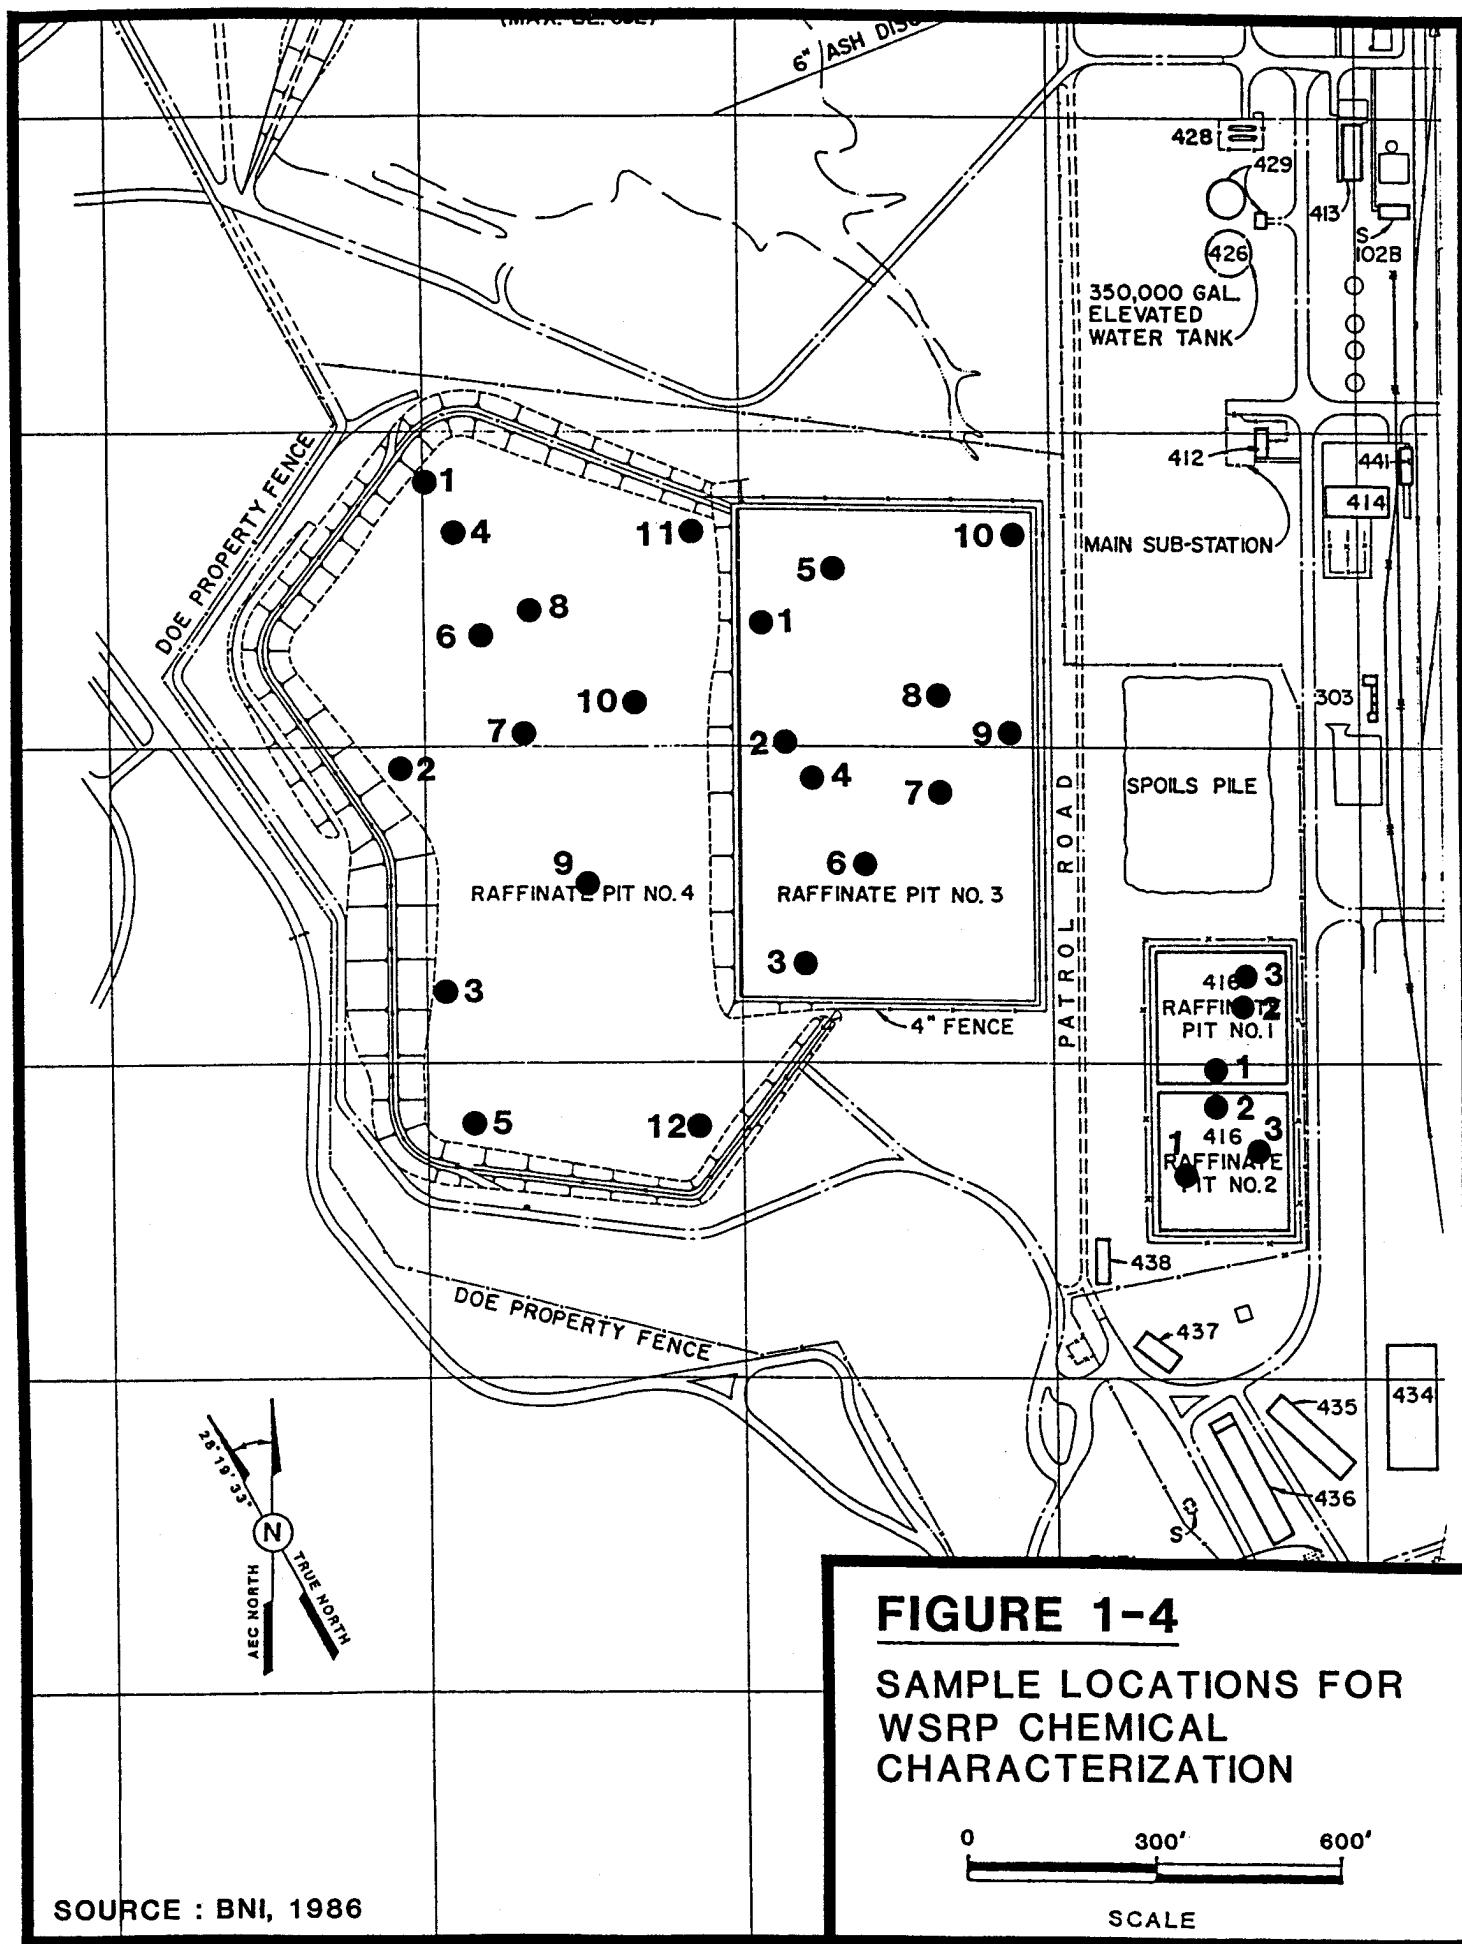 6" ASH
428
429
413
S
102B
426
350,000 GAL.
ELEVATED
WATER TANK
DOE PROPERTY FENCE
412
441
414
MAIN SUB-STATION
1
4
11
10
5
8
6
1
10
8
303
7
2
9
2
4
7
SPOILS PILE
PATROL ROAD
9
6
RAFFINATE PIT NO. 4
RAFFINATE PIT NO. 3
3
3
4" FENCE
416
3
RAFFINATE
2
PIT NO. 1
1
5
12
2
416
1
3
RAFFINATE
PIT NO. 2
438
DOE PROPERTY FENCE
437
434
435
436
S
28° 19' 33"
N
AEC NORTH
TRUE NORTH
FIGURE 1-4
SAMPLE LOCATIONS FOR
WSRP CHEMICAL
CHARACTERIZATION
0 300' 600'
SCALE
SOURCE : BNI, 1986